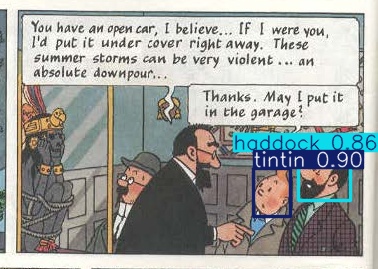 You have an open car, I believe... If I were you,
I'd put it under cover right away. These
summer storms can be very violent... an
absolute downpour...
Thanks. May I put it
in the garage?
haddock 0.86
tintin 0.90